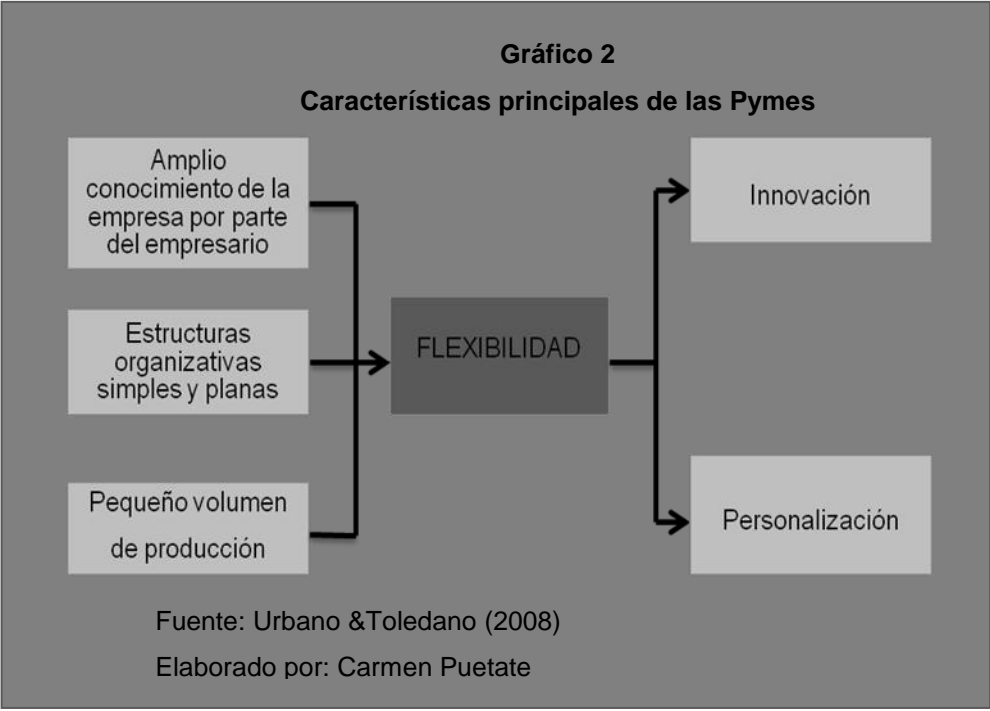 Gráfico 2
Características principales de las Pymes
Amplio
conocimiento de la
empresa por parte
del empresario
Estructuras
organizativas
simples y planas
Pequeño volumen
de producción
FLEXIBILIDAD
Innovación
Personalización
Fuente: Urbano &Toledano (2008)
Elaborado por: Carmen Puetate